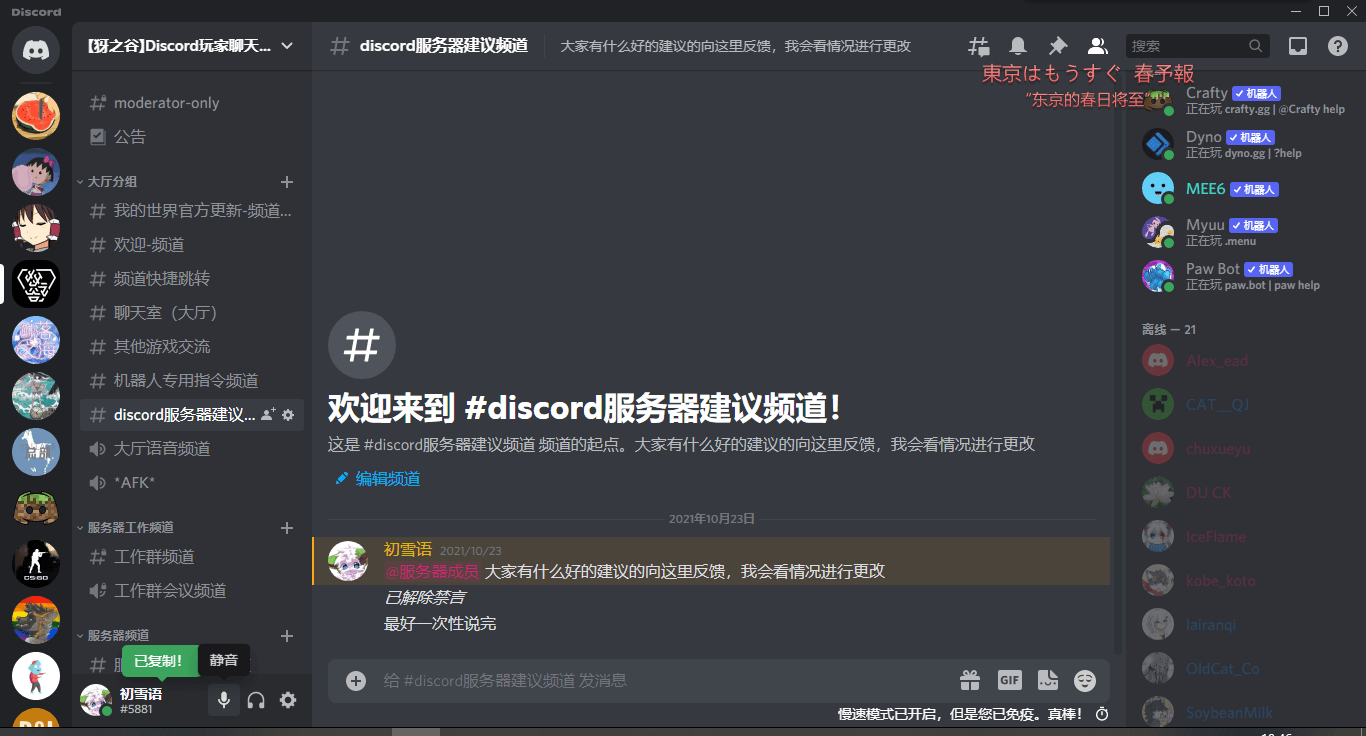 Discord
【犽之谷】Discord玩家聊天...
discord服务器建议频道
大家有什么好的建议的向这里反馈，我会看情况进行更改
搜索
東京はもうすぐ 春予報
“东京的春日将至”
moderator-only
公告
大厅分组
我的世界官方更新-频道...
欢迎-频道
频道快捷跳转
聊天室（大厅）
其他游戏交流
机器人专用指令频道
discord服务器建议...
大厅语音频道
*AFK*
服务器工作频道
工作群频道
工作群会议频道
服务器频道
已复制！
静音
初雪语
#5881
CS:GO
欢迎来到 #discord服务器建议频道！
这是 #discord服务器建议频道 频道的起点。大家有什么好的建议的向这里反馈，我会看情况进行更改
编辑频道
2021年10月23日
初雪语 2021/10/23
@服务器成员 大家有什么好的建议的向这里反馈，我会看情况进行更改
已解除禁言
最好一次性说完
给 #discord服务器建议频道 发消息
GIF
慢速模式已开启，但是您已免疫。真棒！
Crafty 机器人
正在玩 crafty.gg | @Crafty help
Dyno 机器人
正在玩 dyno.gg | ?help
MEE6 机器人
Myuu 机器人
正在玩 .menu
Paw Bot 机器人
正在玩 paw.bot | paw help
离线 — 21
Alex_ead
CAT__QJ
chuxueyu
DU CK
IceFlame
kobe_koto
lairanqi
OldCat_Co
SoybeanMilk